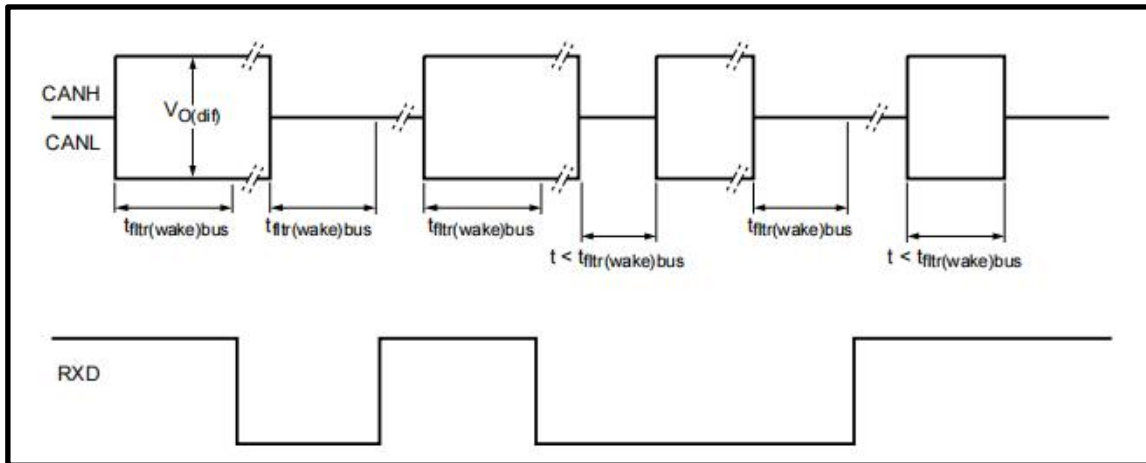 CANH
VO(dif)
CANL
tfltr(wake)bus
tfltr(wake)bus
tfltr(wake)bus
t < tfltr(wake)bus
tfltr(wake)bus
t < tfltr(wake)bus
RXD